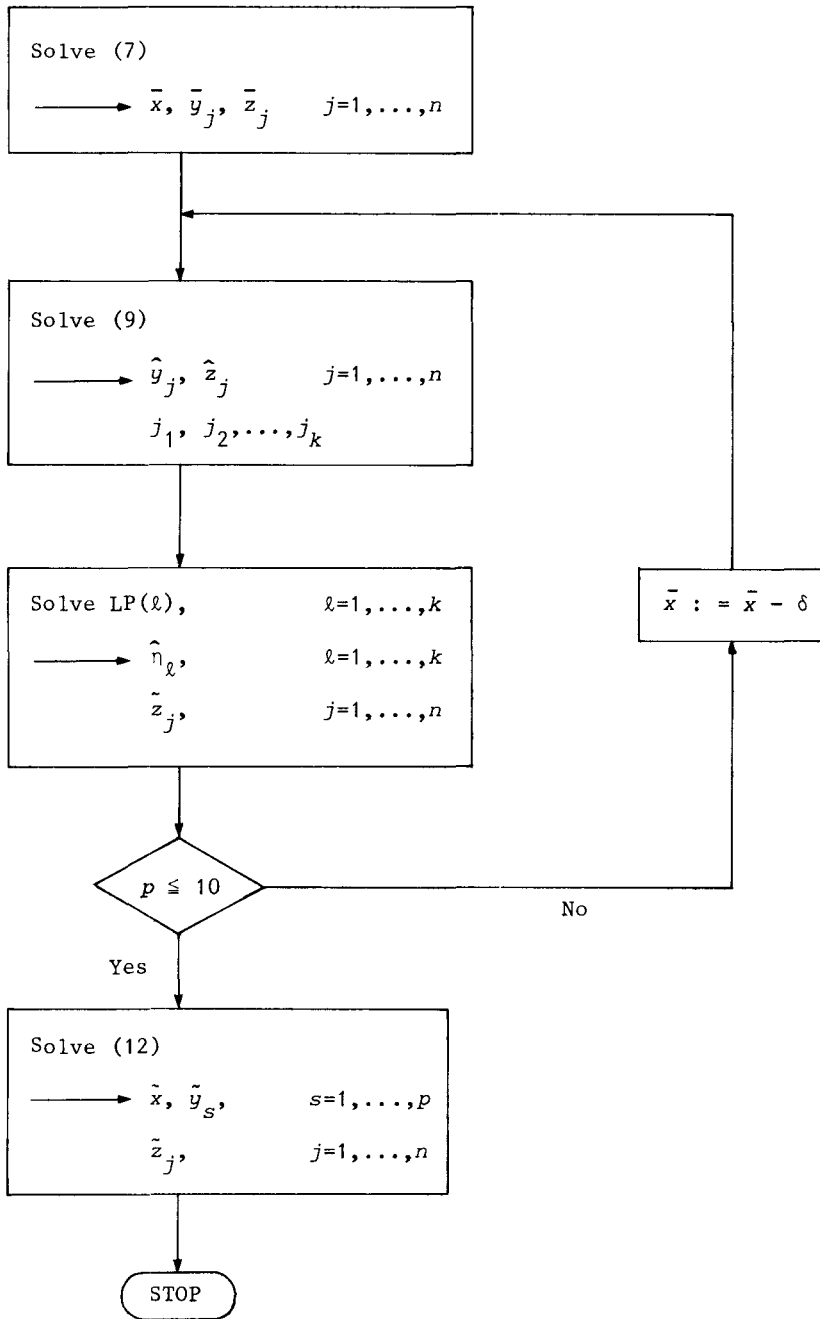 Solve (7)
x̄, ȳ_j, z̄_j j=1,...,n
Solve (9)
ŷ_j, ẑ_j j=1,...,n
j_1, j_2,...,j_k
Solve LP(ℓ), ℓ=1,...,k
η̂_ℓ, ℓ=1,...,k
z̃_j, j=1,...,n
x̄ : = x̄ - δ
p ≦ 10
No
Yes
Solve (12)
x̃, ỹ_s, s=1,...,p
z̃_j, j=1,...,n
STOP